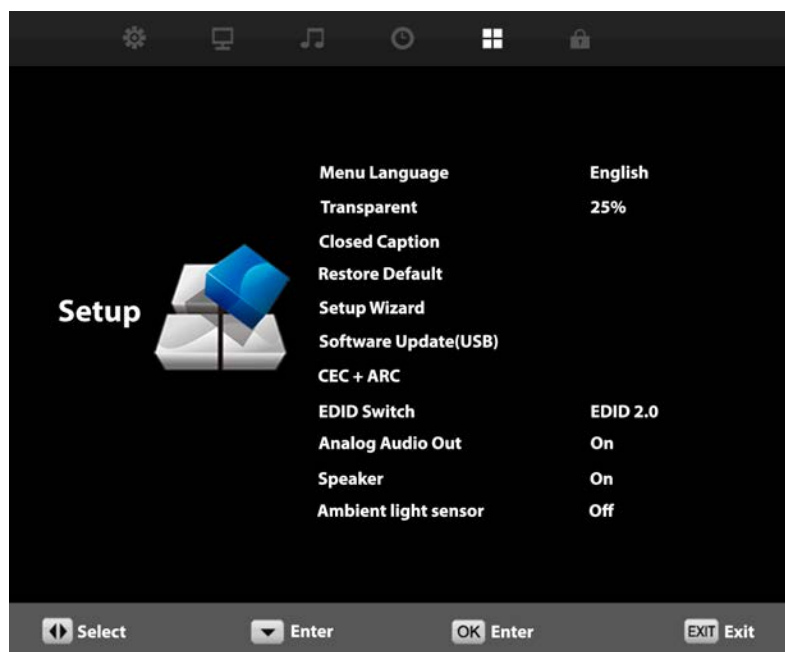 Menu Language English
Transparent 25%
Closed Caption
Restore Default
Setup
Setup Wizard
Software Update(USB)
CEC + ARC
EDID Switch EDID 2.0
Analog Audio Out On
Speaker On
Ambient light sensor Off
Select Enter OK Enter EXIT Exit